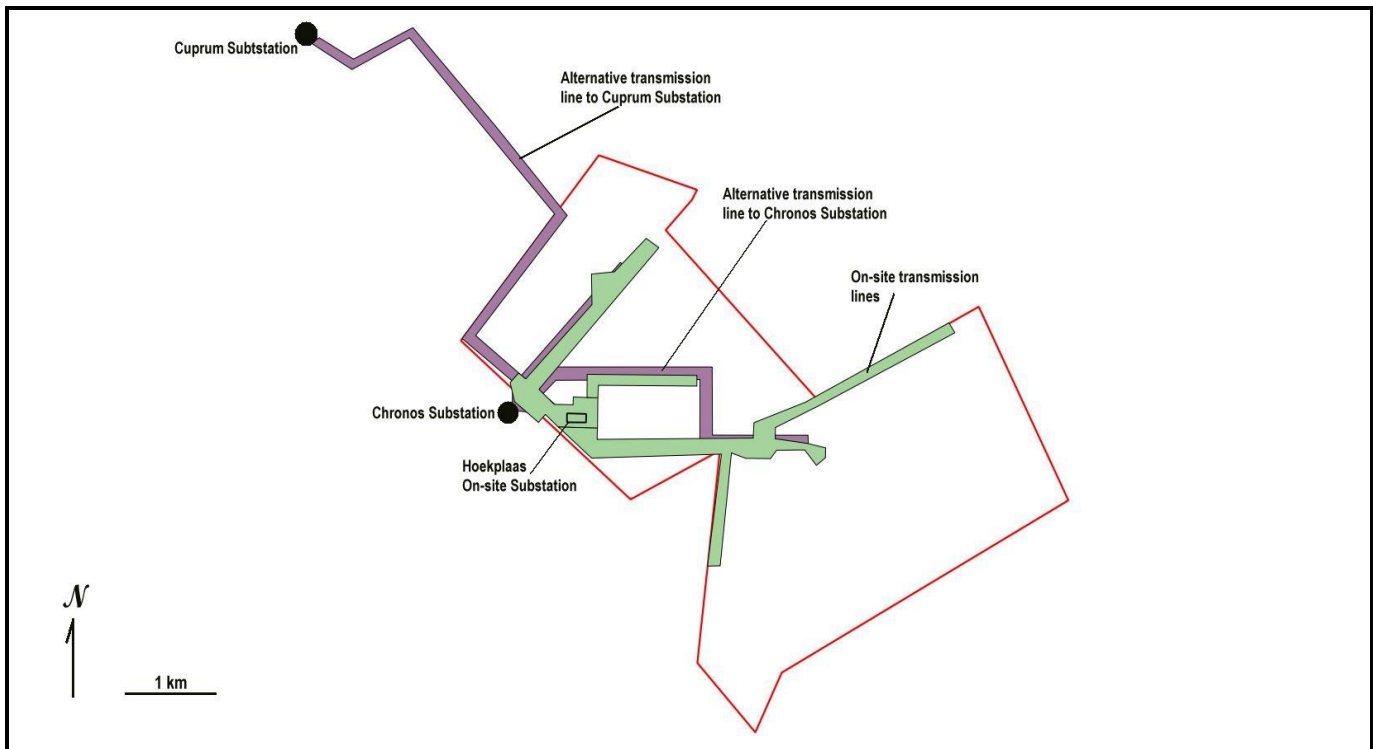 Cuprum Subtstation
Alternative transmission
line to Cuprum Substation
Alternative transmission
line to Chronos Substation
On-site transmission
lines
Chronos Substation
Hoekplaas
On-site Substation
N
1 km